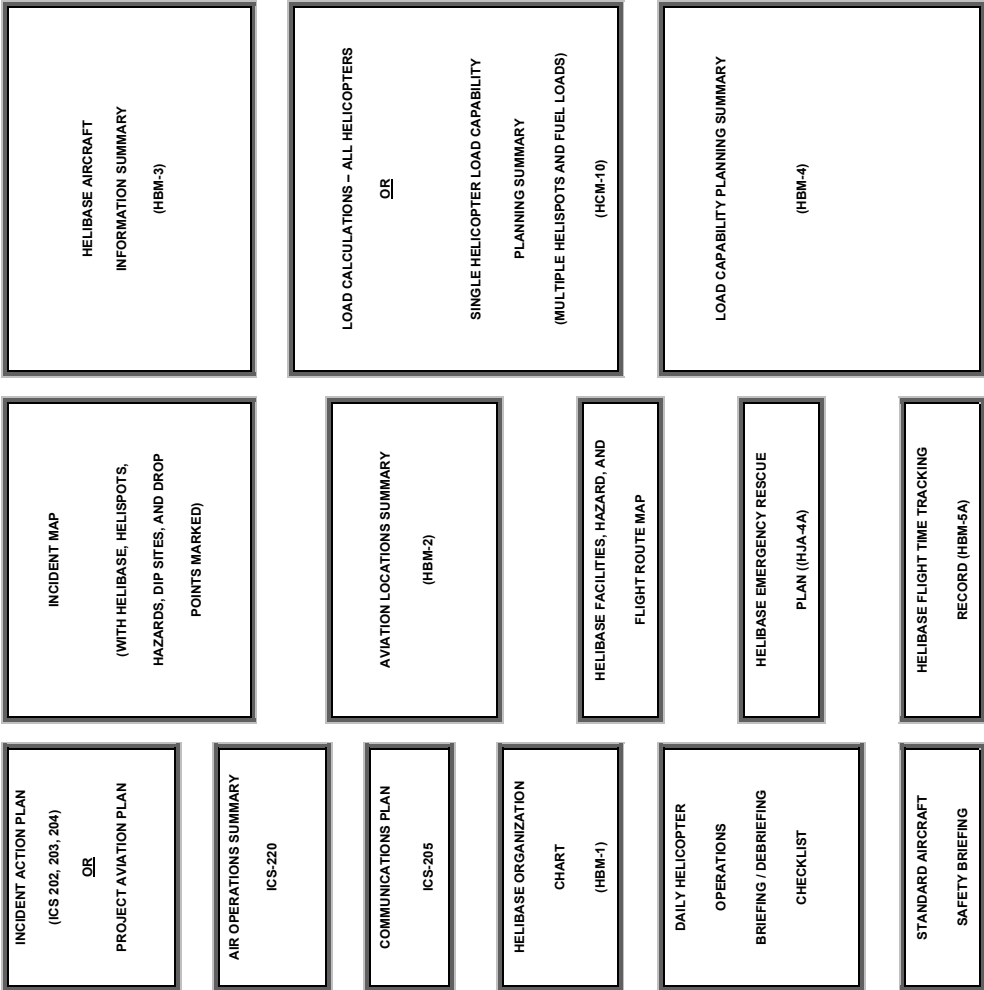 INCIDENT ACTION PLAN
(ICS 202, 203, 204)
OR
PROJECT AVIATION PLAN
AIR OPERATIONS SUMMARY
ICS-220
COMMUNICATIONS PLAN
ICS-205
HELIBASE ORGANIZATION
CHART
(HBM-1)
DAILY HELICOPTER
OPERATIONS
BRIEFING / DEBRIEFING
CHECKLIST
STANDARD AIRCRAFT
SAFETY BRIEFING
INCIDENT MAP
(WITH HELIBASE, HELISPOTS,
HAZARDS, DIP SITES, AND DROP
POINTS MARKED)
AVIATION LOCATIONS SUMMARY
(HBM-2)
HELIBASE FACILITIES, HAZARD, AND
FLIGHT ROUTE MAP
HELIBASE EMERGENCY RESCUE
PLAN ((HJA-4A)
HELIBASE FLIGHT TIME TRACKING
RECORD (HBM-5A)
HELIBASE AIRCRAFT
INFORMATION SUMMARY
(HBM-3)
LOAD CALCULATIONS – ALL HELICOPTERS
OR
SINGLE HELICOPTER LOAD CAPABILITY
PLANNING SUMMARY
(MULTIPLE HELISPOTS AND FUEL LOADS)
(HCM-10)
LOAD CAPABILITY PLANNING SUMMARY
(HBM-4)